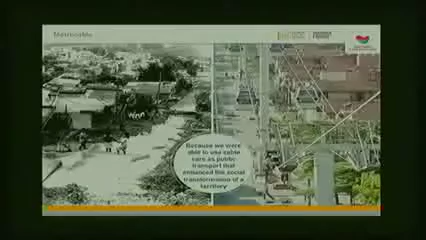 Metrocable
Because we were
able to use cable
cars as public
transport that
enhanced the social
transformation of a
territory